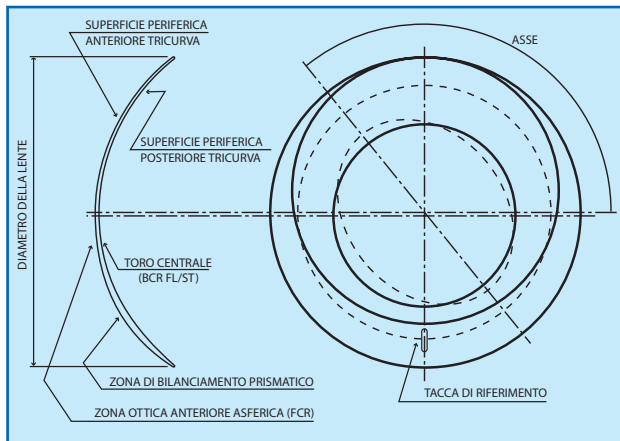 SUPERFICIE PERIFERICA
ANTERIORE TRICURVA
ASSE
SUPERFICIE PERIFERICA
POSTERIORE TRICURVA
DIAMETRO DELLA LENTE
TORO CENTRALE
(BCR FL/ST)
ZONA DI BILANCIAMENTO PRISMATICO
TACCA DI RIFERIMENTO
ZONA OTTICA ANTERIORE ASFERICA (FCR)